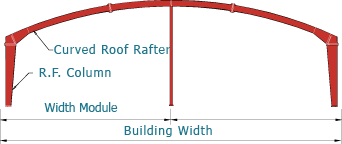 Curved Roof Rafter
R.F. Column
Width Module
Building Width